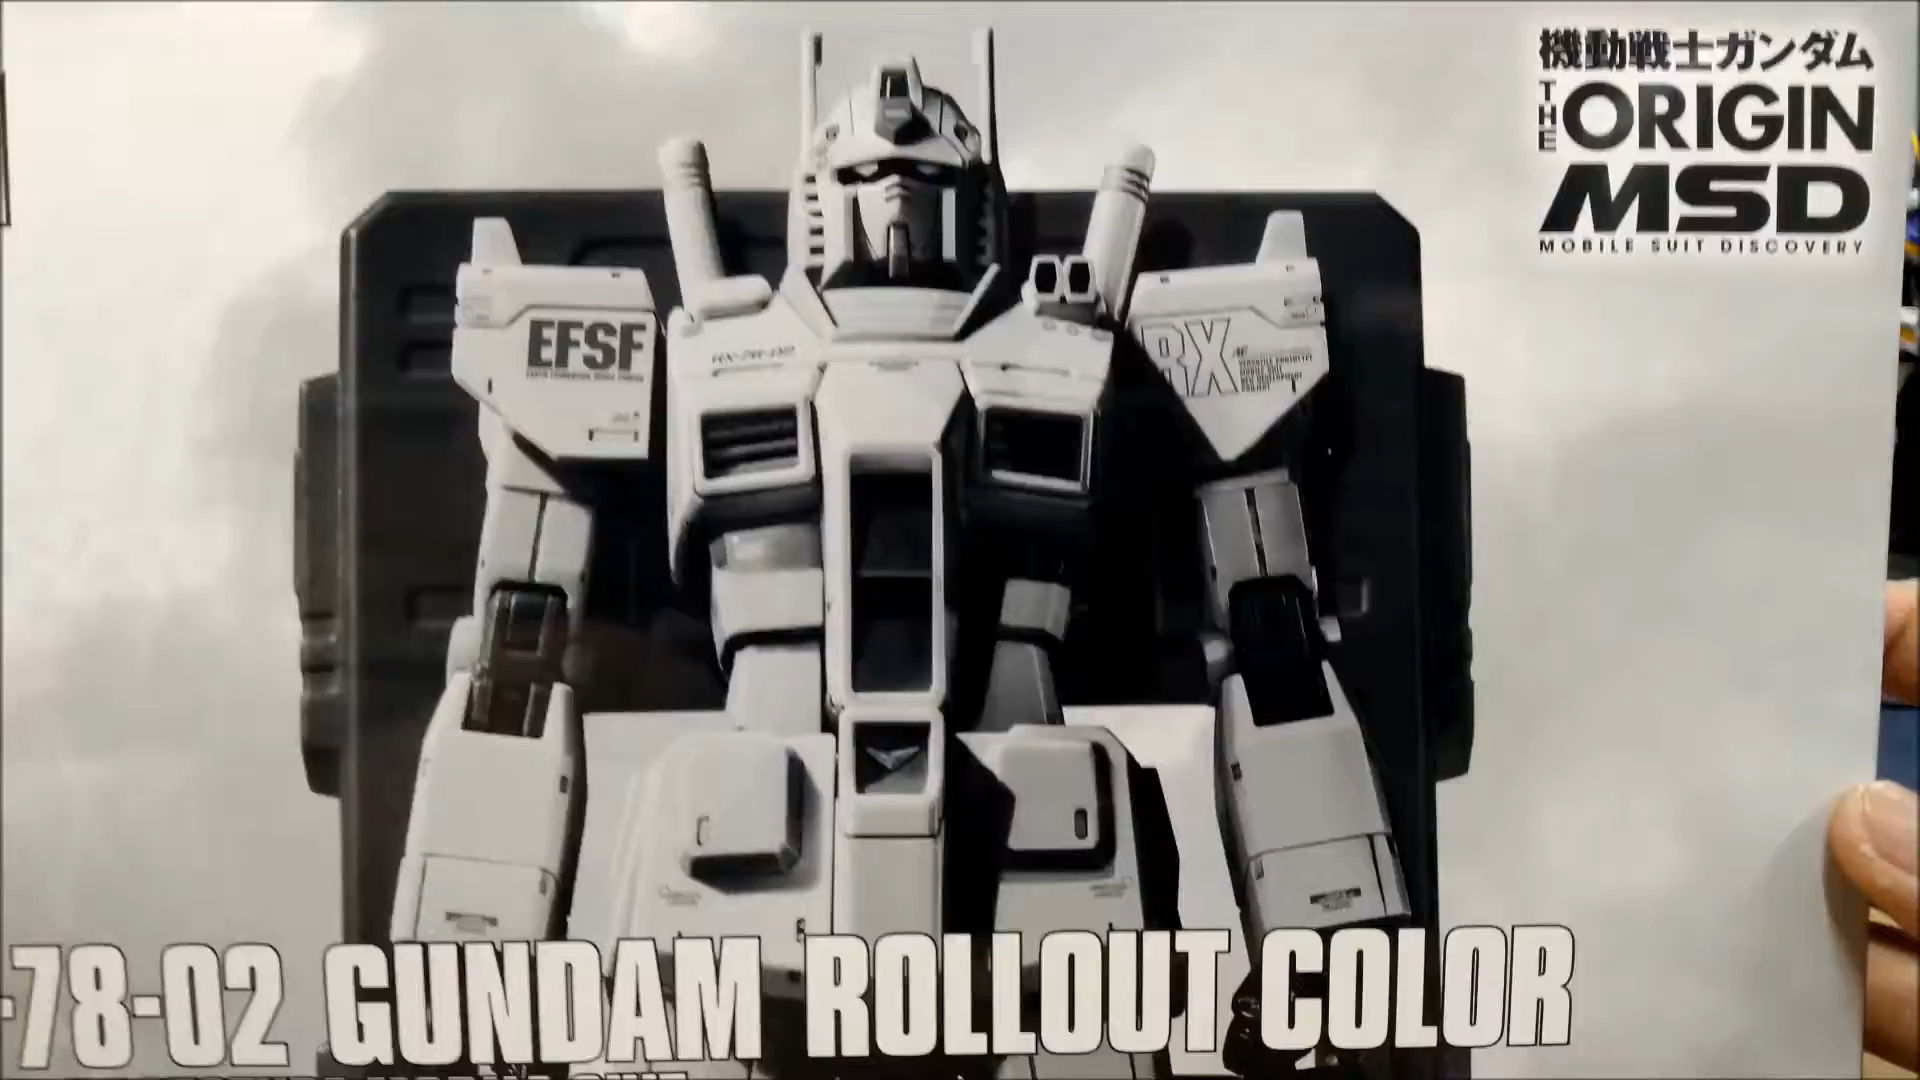 機動戦士ガンダム
THE ORIGIN
MSD
MOBILE SUIT DISCOVERY
EFSF
RX
-78-02 GUNDAM ROLLOUT COLOR